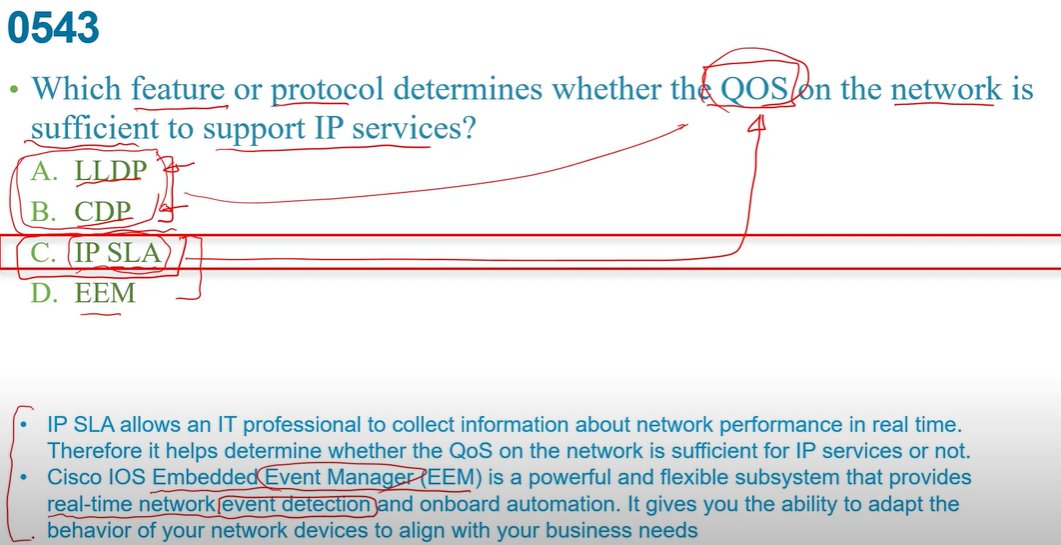 0543
• Which feature or protocol determines whether the QOS on the network is
sufficient to support IP services?
A. LLDP
B. CDP
C. IP SLA
D. EEM
• IP SLA allows an IT professional to collect information about network performance in real time.
Therefore it helps determine whether the QoS on the network is sufficient for IP services or not.
• Cisco IOS Embedded Event Manager (EEM) is a powerful and flexible subsystem that provides
real-time network event detection and onboard automation. It gives you the ability to adapt the
behavior of your network devices to align with your business needs